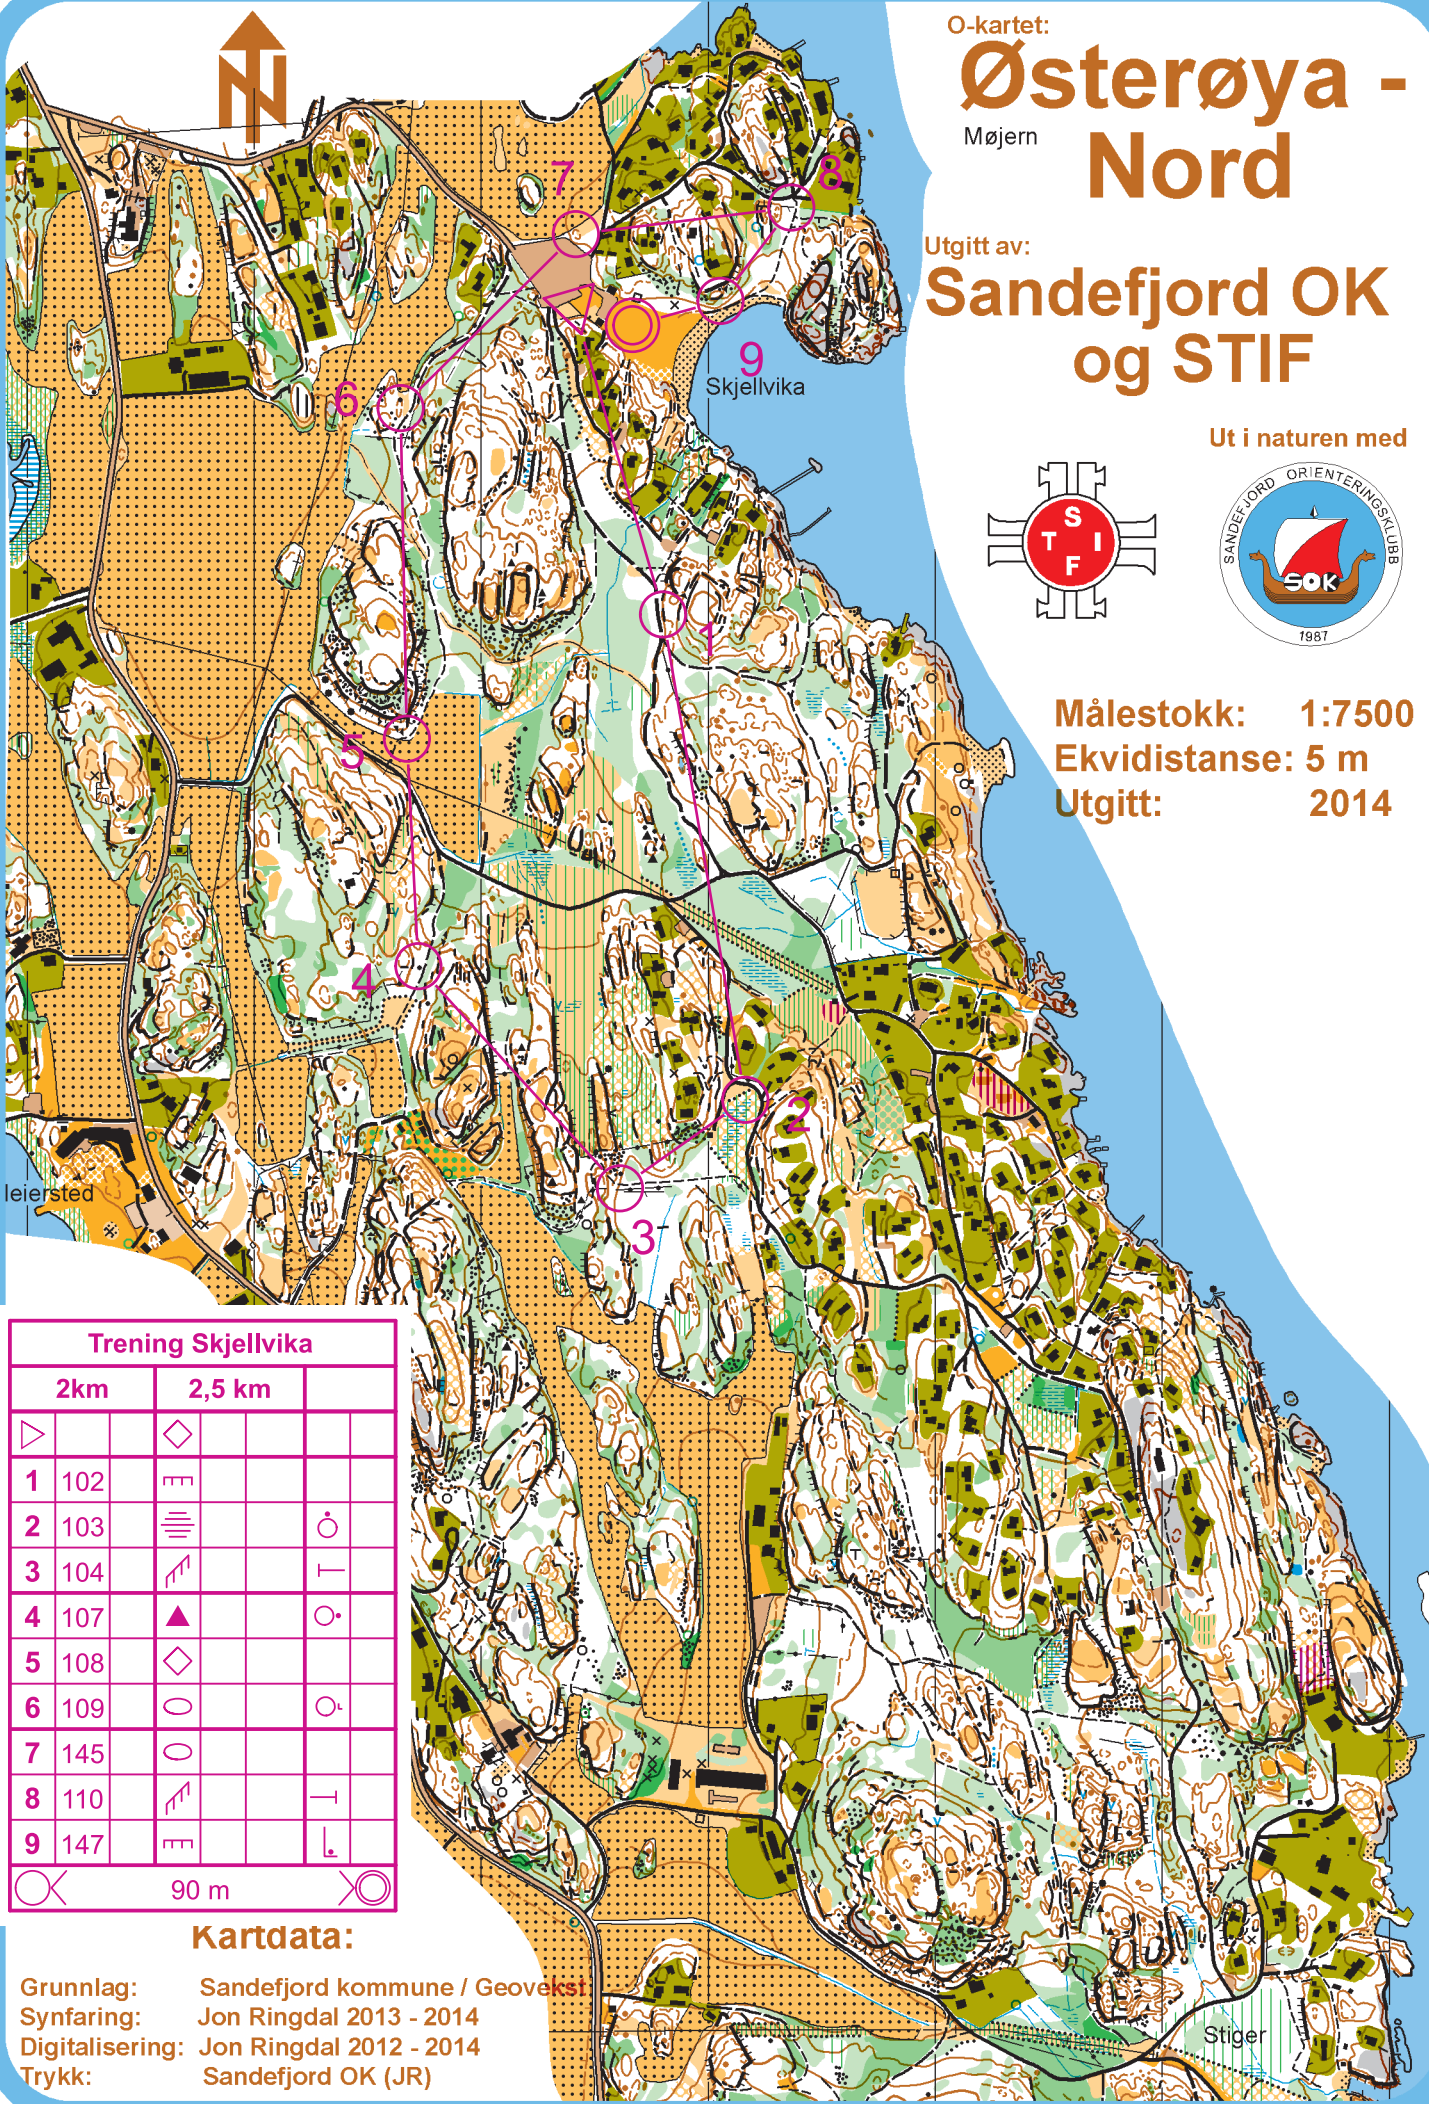 O-kartet:
Østerøya -
Nord
Møjern
Utgitt av:
Sandefjord OK
og STIF
Ut i naturen med
S
T I
F
SANDEFJORD ORIENTERINGSKLUBB
SOK
1987
Målestokk: 1:7500
Ekvidistanse: 5 m
Utgitt: 2014
N
7
8
9
Skjellvika
6
1
5
4
2
3
leiersted
Stiger
Trening Skjellvika
2km 2,5 km
1 102
2 103
3 104
4 107
5 108
6 109
7 145
8 110
9 147
90 m
Kartdata:
Grunnlag: Sandefjord kommune / Geovekst
Synfaring: Jon Ringdal 2013 - 2014
Digitalisering: Jon Ringdal 2012 - 2014
Trykk: Sandefjord OK (JR)